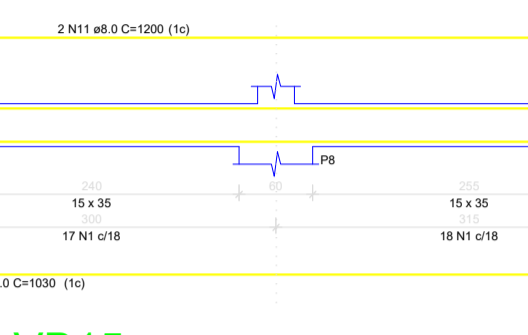 2 N11 ø8.0 C=1200 (1c)
P8
240 60 255
15 x 35 15 x 35
300 315
17 N1 c/18 18 N1 c/18
.0 C=1030 (1c)